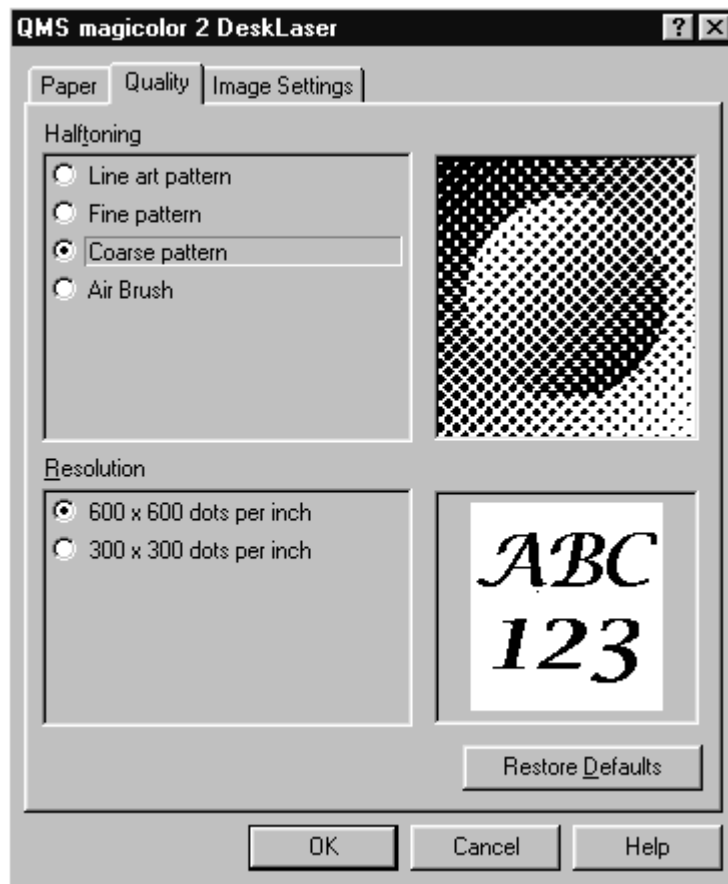 QMS magicolor 2 DeskLaser
Paper Quality Image Settings
Halftoning
Line art pattern
Fine pattern
Coarse pattern
Air Brush
Resolution
600 x 600 dots per inch
300 x 300 dots per inch
ABC
123
Restore Defaults
OK Cancel Help